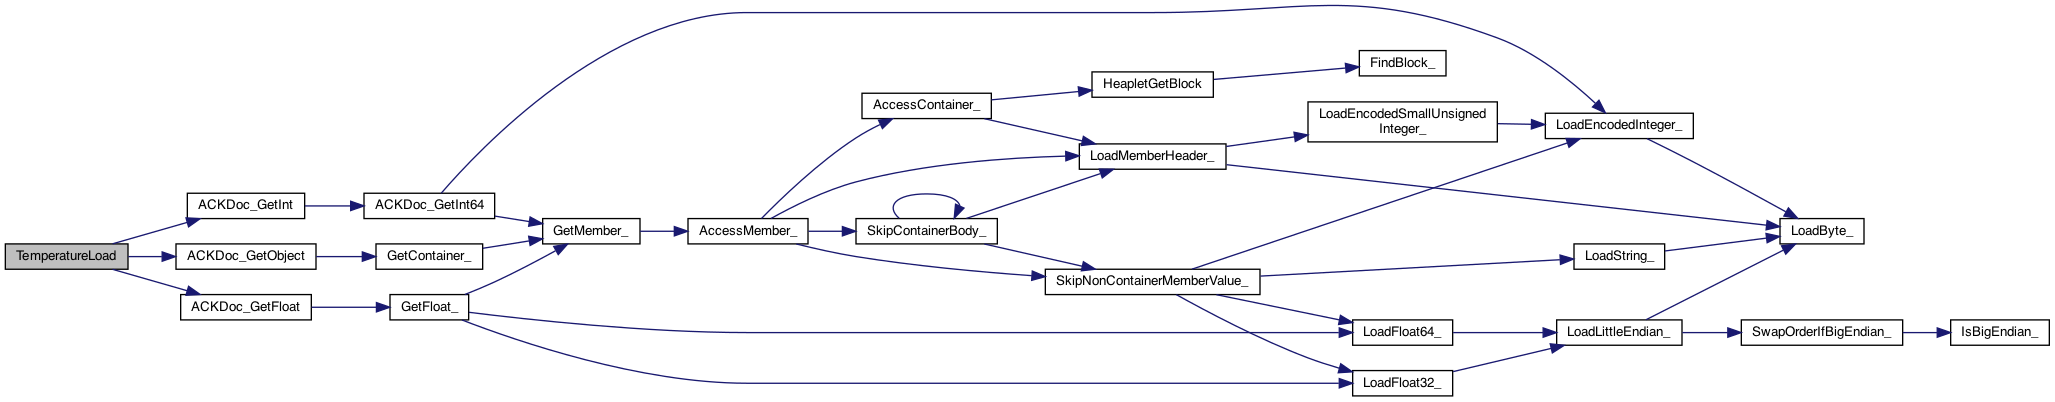 TemperatureLoad
ACKDoc_GetInt
ACKDoc_GetObject
ACKDoc_GetFloat
ACKDoc_GetInt64
GetContainer_
GetFloat_
GetMember_
AccessMember_
AccessContainer_
SkipContainerBody_
HeapletGetBlock
LoadMemberHeader_
SkipNonContainerMemberValue_
FindBlock_
LoadEncodedSmallUnsigned
Integer_
LoadFloat64_
LoadFloat32_
LoadEncodedInteger_
LoadString_
LoadLittleEndian_
LoadByte_
SwapOrderIfBigEndian_
IsBigEndian_